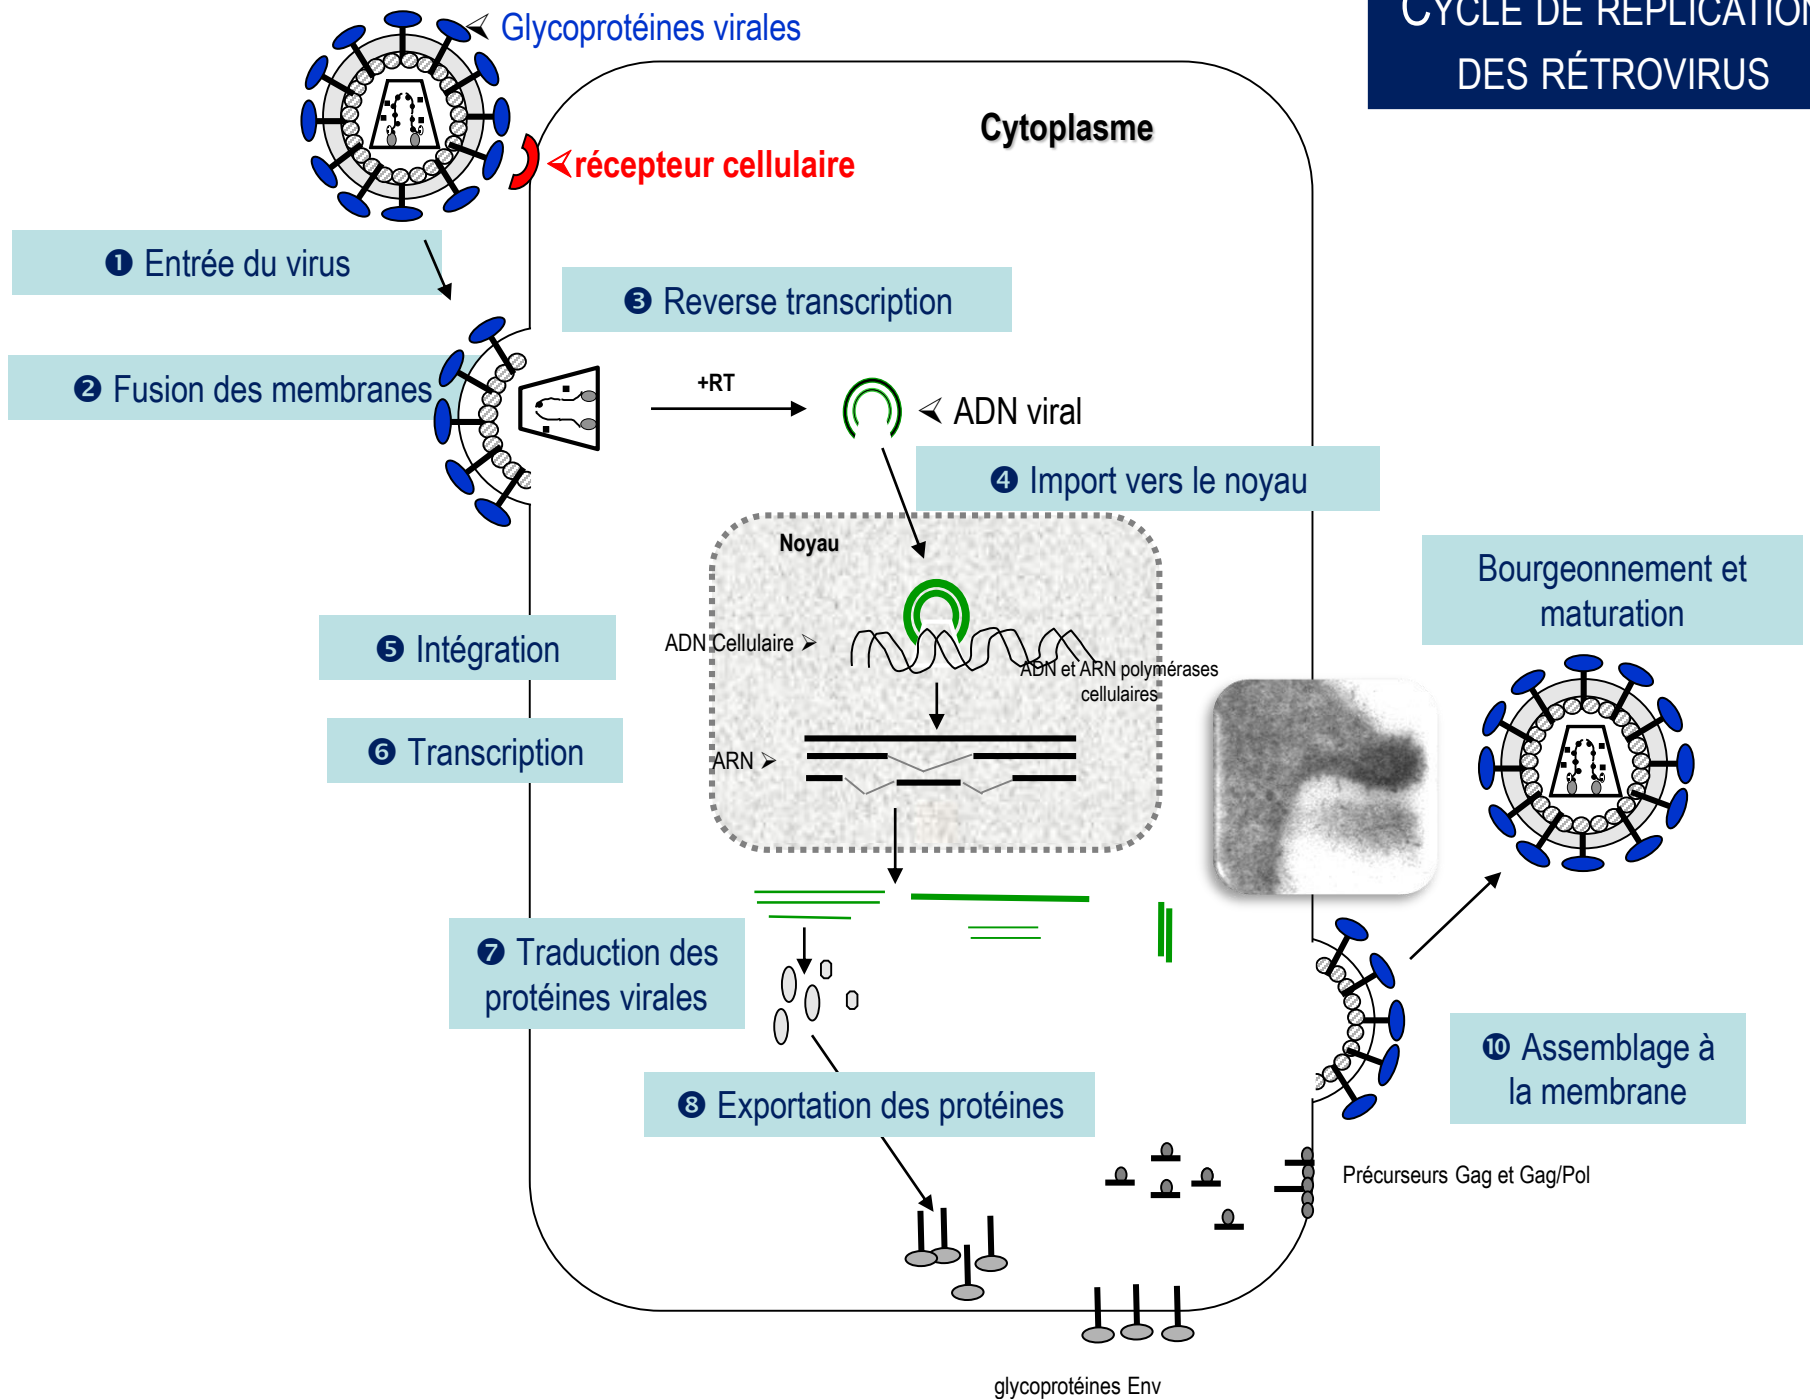 CYCLE DE RÉPLICATION
DES RÉTROVIRUS
Glycoprotéines virales
Cytoplasme
récepteur cellulaire
❶ Entrée du virus
❸ Reverse transcription
❷ Fusion des membranes
+RT
ADN viral
❹ Import vers le noyau
Noyau
Bourgeonnement et
maturation
❺ Intégration
ADN Cellulaire
ADN et ARN polymérases
cellulaires
❻ Transcription
ARN
❼ Traduction des
protéines virales
❿ Assemblage à
la membrane
❽ Exportation des protéines
Précurseurs Gag et Gag/Pol
glycoprotéines Env